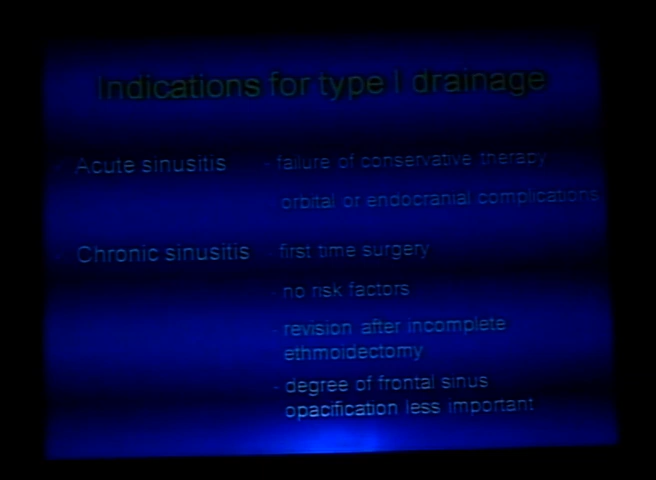 Indications for type I drainage
Acute sinusitis - failure of conservative therapy
orbital or endocranial complications
Chronic sinusitis - first time surgery
- no risk factors
- revision after incomplete
ethmoidectomy
- degree of frontal sinus
opacification less important